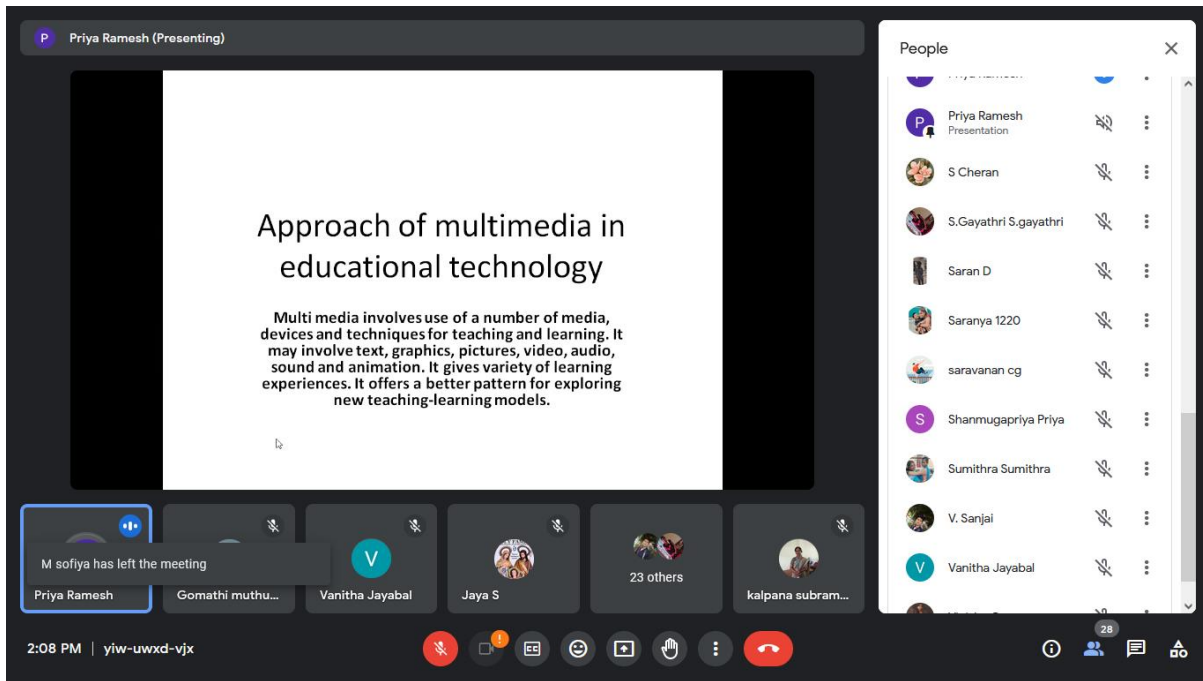 P Priya Ramesh (Presenting)
Approach of multimedia in
educational technology
Multi media involves use of a number of media,
devices and techniques for teaching and learning. It
may involve text, graphics, pictures, video, audio,
sound and animation. It gives variety of learning
experiences. It offers a better pattern for exploring
new teaching-learning models.
M sofiya has left the meeting
Priya Ramesh
Gomathi muthu...
V
Vanitha Jayabal
Jaya S
23 others
kalpana subram...
People
P
Priya Ramesh
Presentation
S Cheran
S.Gayathri S.gayathri
Saran D
Saranya 1220
saravanan cg
S Shanmugapriya Priya
Sumithra Sumithra
V. Sanjai
V Vanitha Jayabal
2:08 PM | yiw-uwxd-vjx
!
CC
28